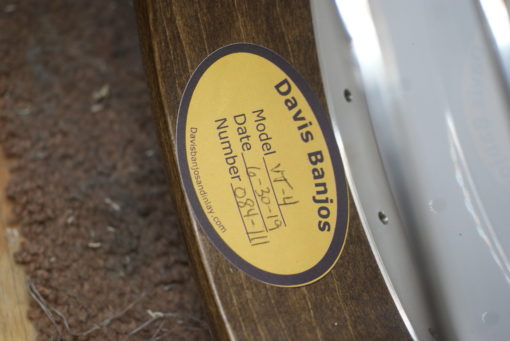 Davis Banjos
Model VT-4
Date 6-30-19
Number 084-111
Davisbanjosandinlay.com